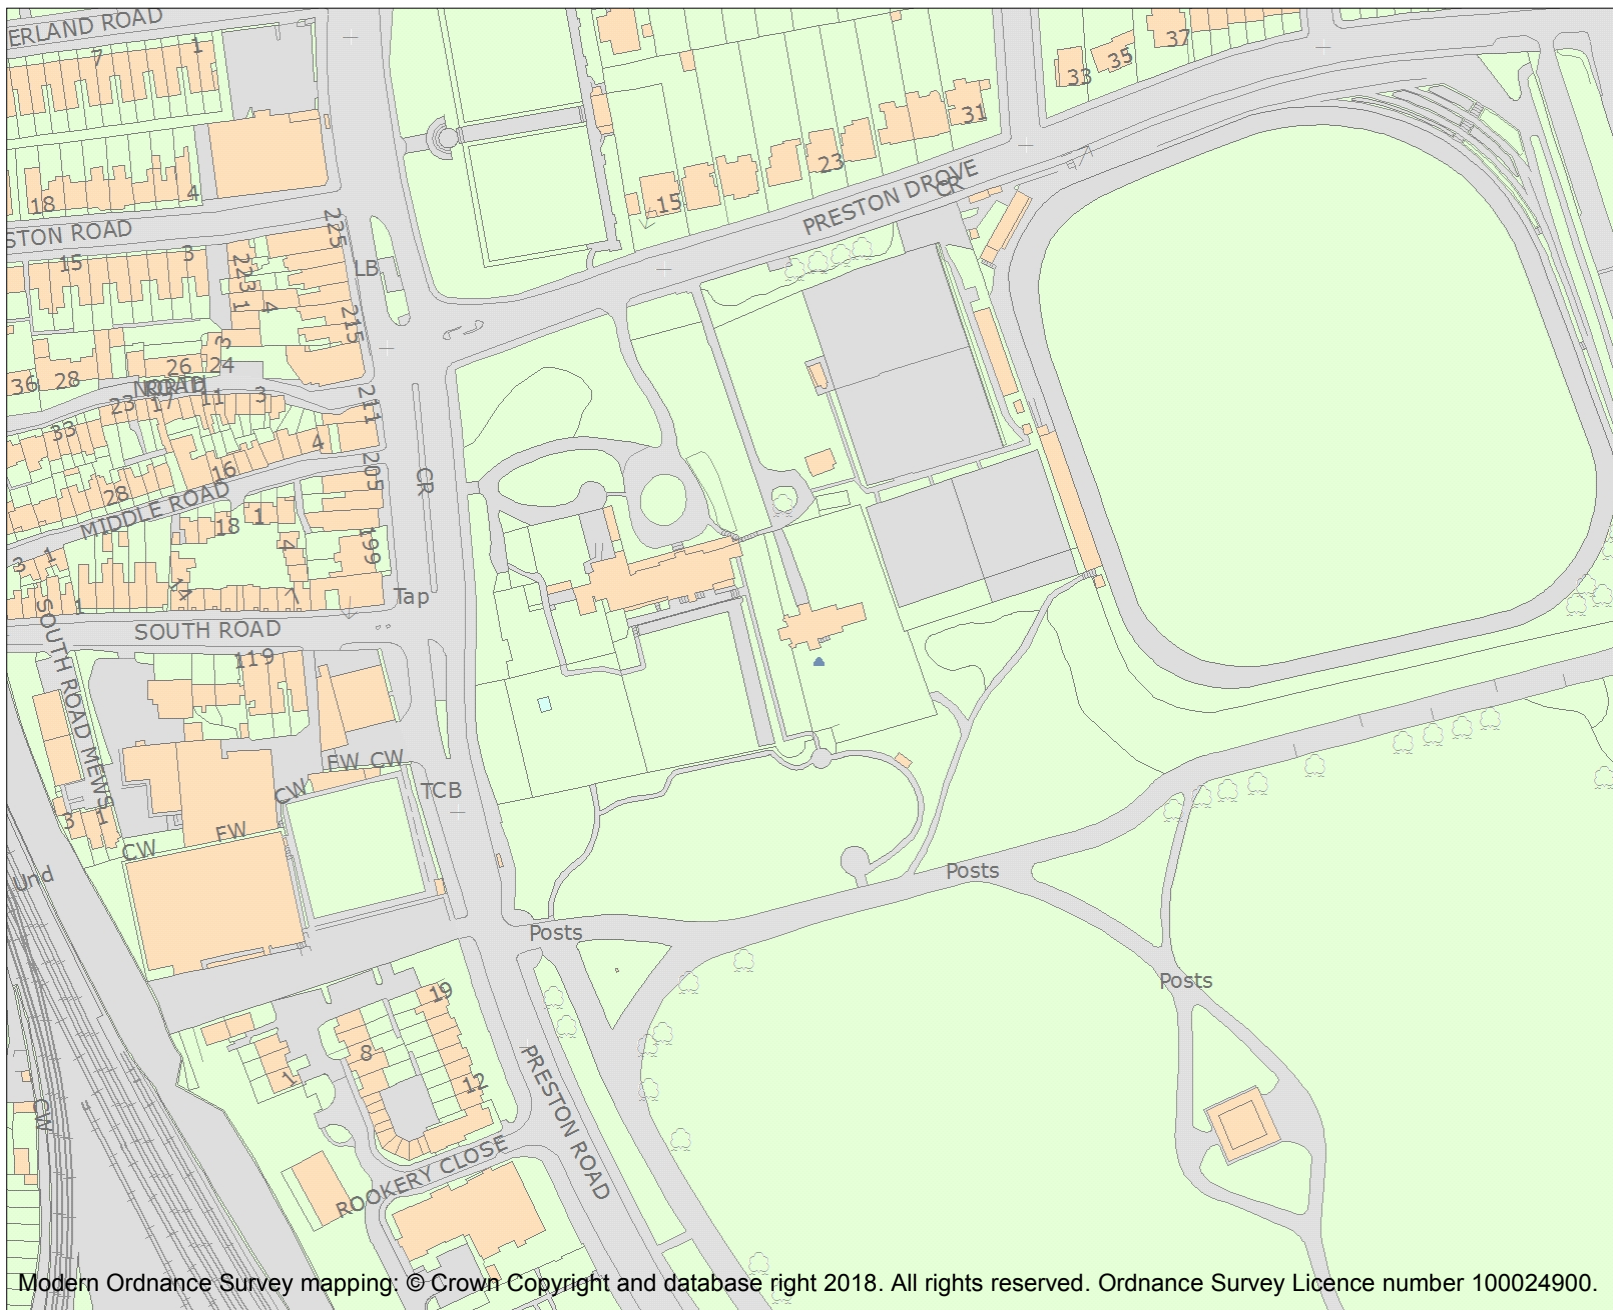 ERLAND ROAD
7
1
37
35
33
31
23
15
PRESTON DROVE
CR
18
4
STON ROAD
225
15
3
223
1
4
LB
215
3
36
28
26
24
ROAD
23
17
11
3
211
33
4
16
28
MIDDLE ROAD
205
CR
18
1
4
199
3
1
14
7
1
Tap
SOUTH ROAD
119
SOUTH ROAD MEWS
FW CW
CW
TCB
3
1
FW
CW
Und
Posts
Posts
Posts
19
8
1
12
CW
PRESTON ROAD
ROOKERY CLOSE
Modern Ordnance Survey mapping: © Crown Copyright and database right 2018. All rights reserved. Ordnance Survey Licence number 100024900.